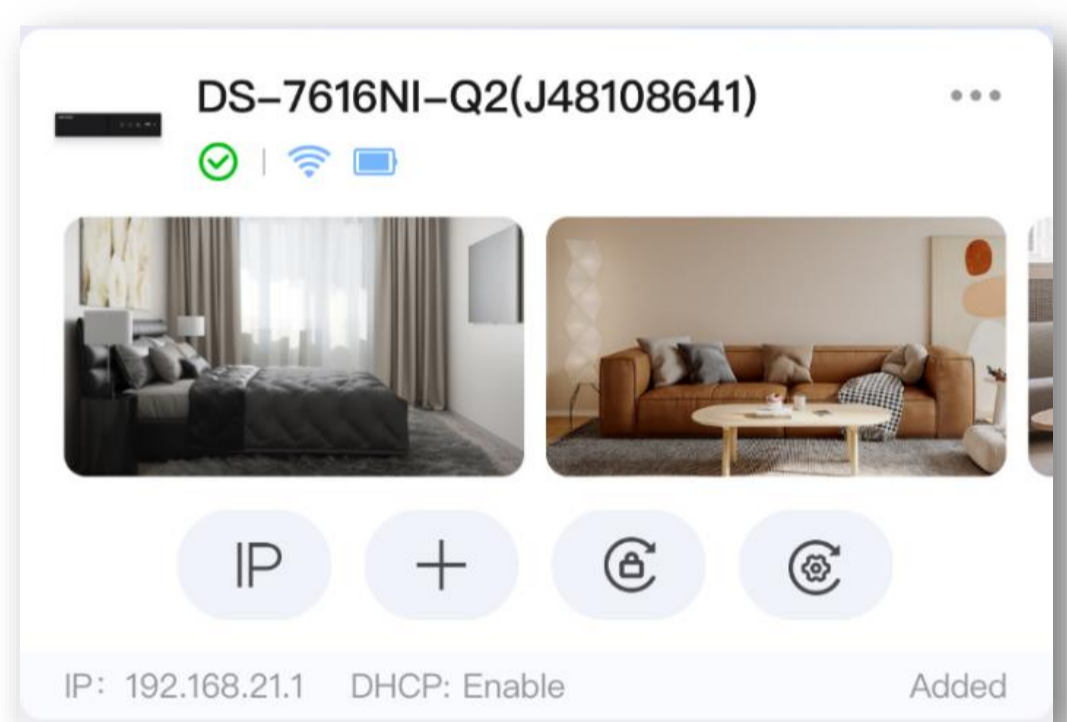 DS-7616NI-Q2(J48108641)
IP
IP: 192.168.21.1 DHCP: Enable Added